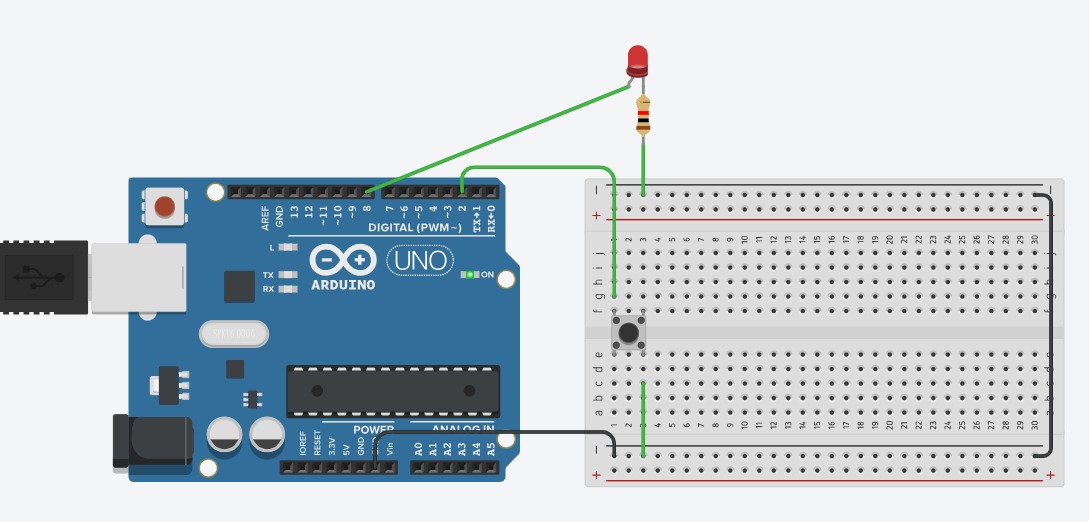 AREF
GND
13
12
~11
~10
~9
8
7
~6
~5
4
~3
2
TX→1
RX←0
DIGITAL (PWM~)
L
TX
RX
UNO
ON
ARDUINO
POWER
ANALOG IN
IOREF
RESET
3.3V
5V
GND
Vin
A0
A1
A2
A3
A4
A5
−
+
−
+
1 2 3 4 5 6 7 8 9 10 11 12 13 14 15 16 17 18 19 20 21 22 23 24 25 26 27 28 29 30
j
i
h
g
f
e
d
c
b
a
1 2 3 4 5 6 7 8 9 10 11 12 13 14 15 16 17 18 19 20 21 22 23 24 25 26 27 28 29 30
−
+
−
+